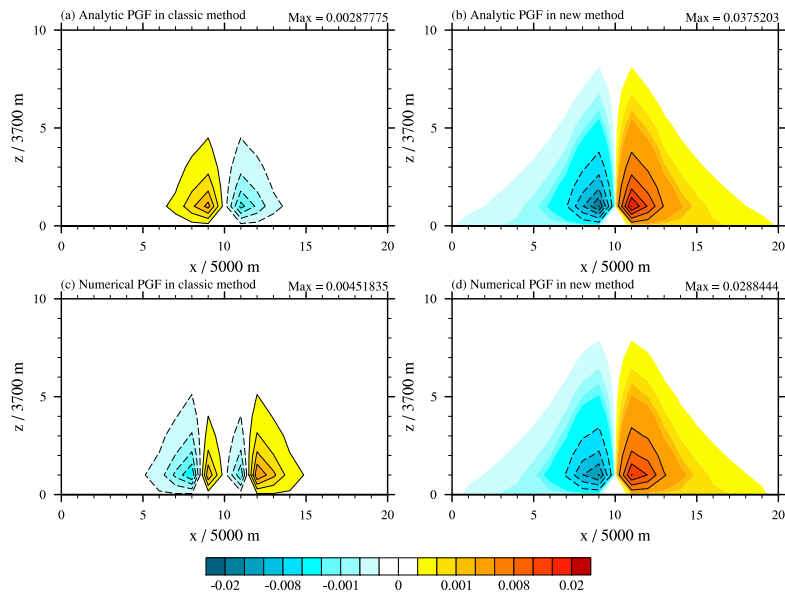 (a) Analytic PGF in classic method Max = 0.00287775
10
5
0
z / 3700 m
0 5 10 15 20
x / 5000 m
(b) Analytic PGF in new method Max = 0.0375203
10
5
0
z / 3700 m
0 5 10 15 20
x / 5000 m
(c) Numerical PGF in classic method Max = 0.00451835
10
5
0
z / 3700 m
0 5 10 15 20
x / 5000 m
(d) Numerical PGF in new method Max = 0.0288444
10
5
0
z / 3700 m
0 5 10 15 20
x / 5000 m
-0.02 -0.008 -0.001 0 0.001 0.008 0.02